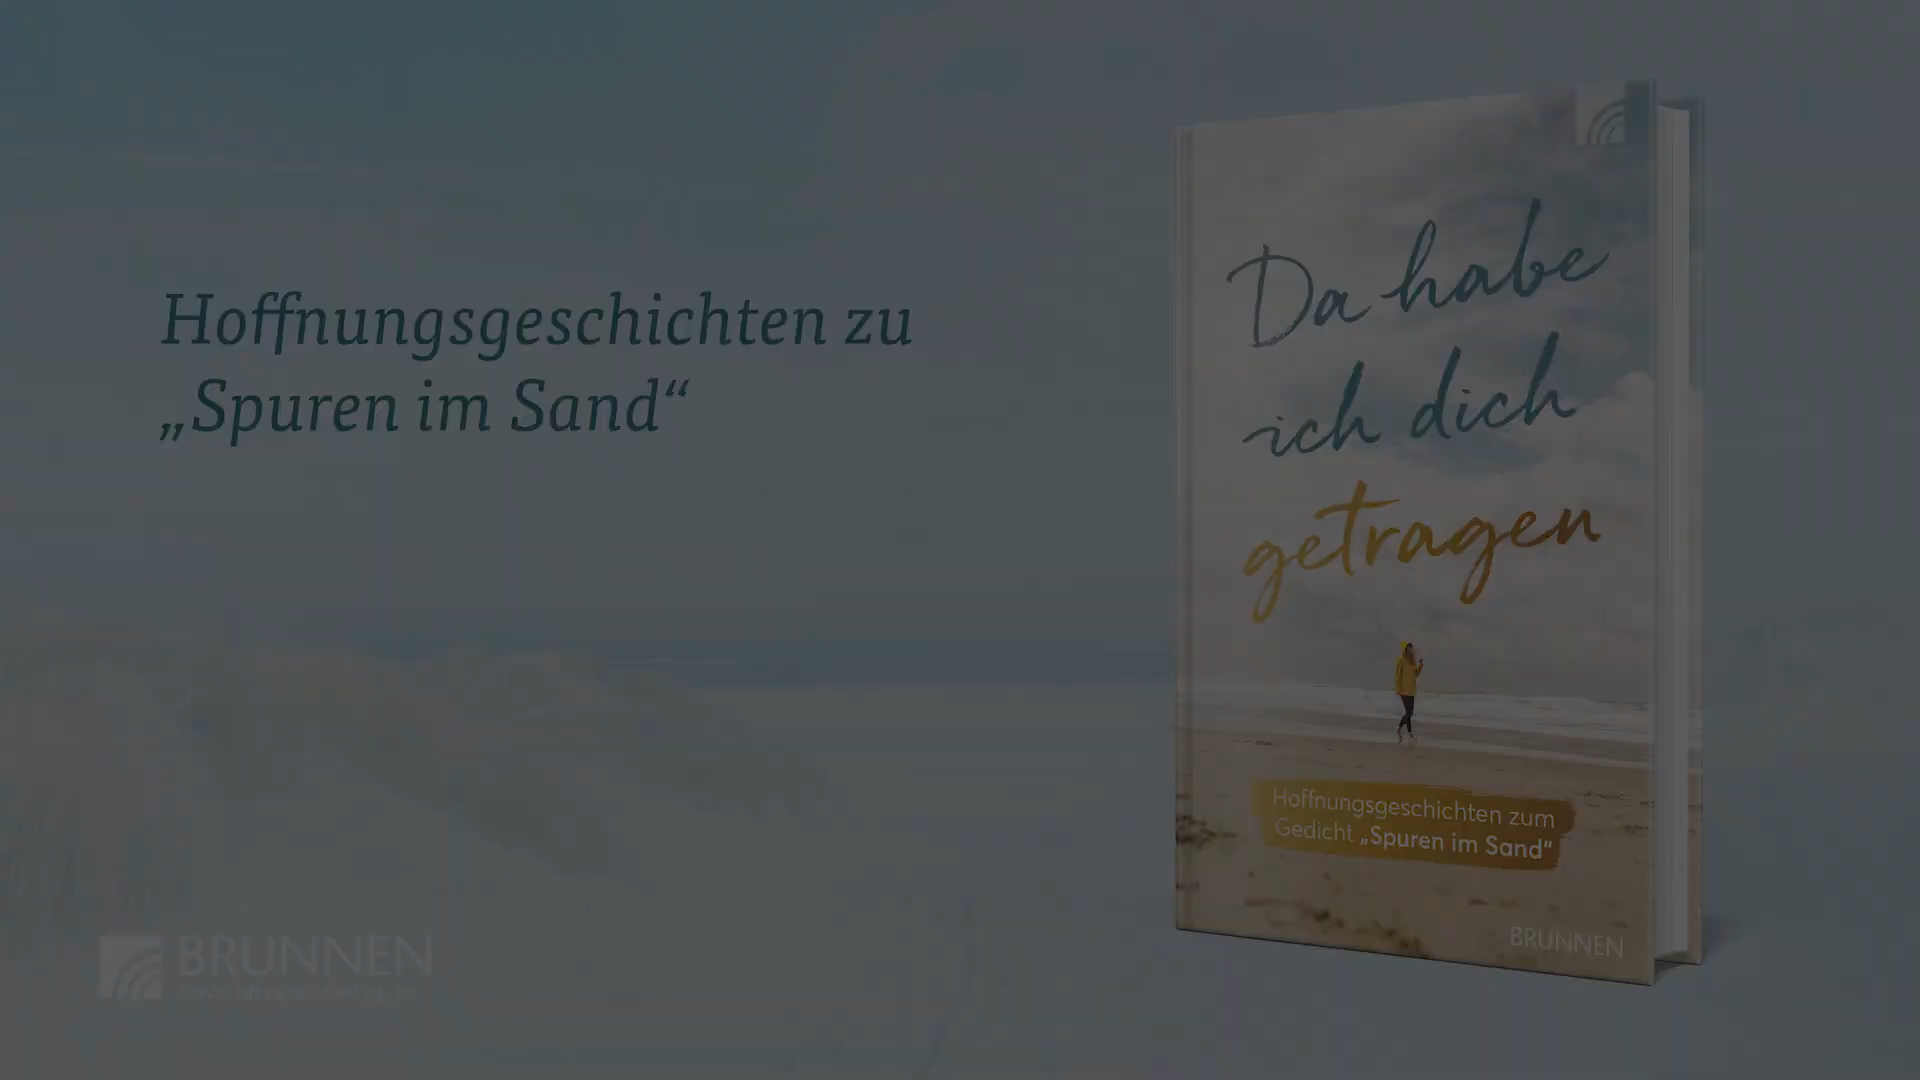 Hoffnungsgeschichten zu
„Spuren im Sand“
Da habe
ich dich
getragen
Hoffnungsgeschichten zum
Gedicht „Spuren im Sand“
BRUNNEN
BRUNNEN